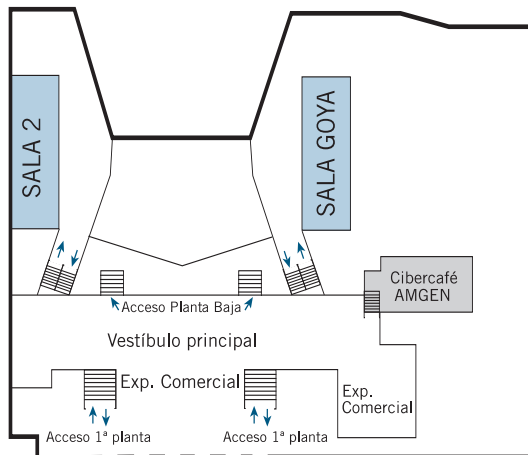 SALA 2
SALA GOYA
Cibercafé
AMGEN
Acceso Planta Baja
Vestíbulo principal
Exp. Comercial
Exp.
Comercial
Acceso 1ª planta
Acceso 1ª planta